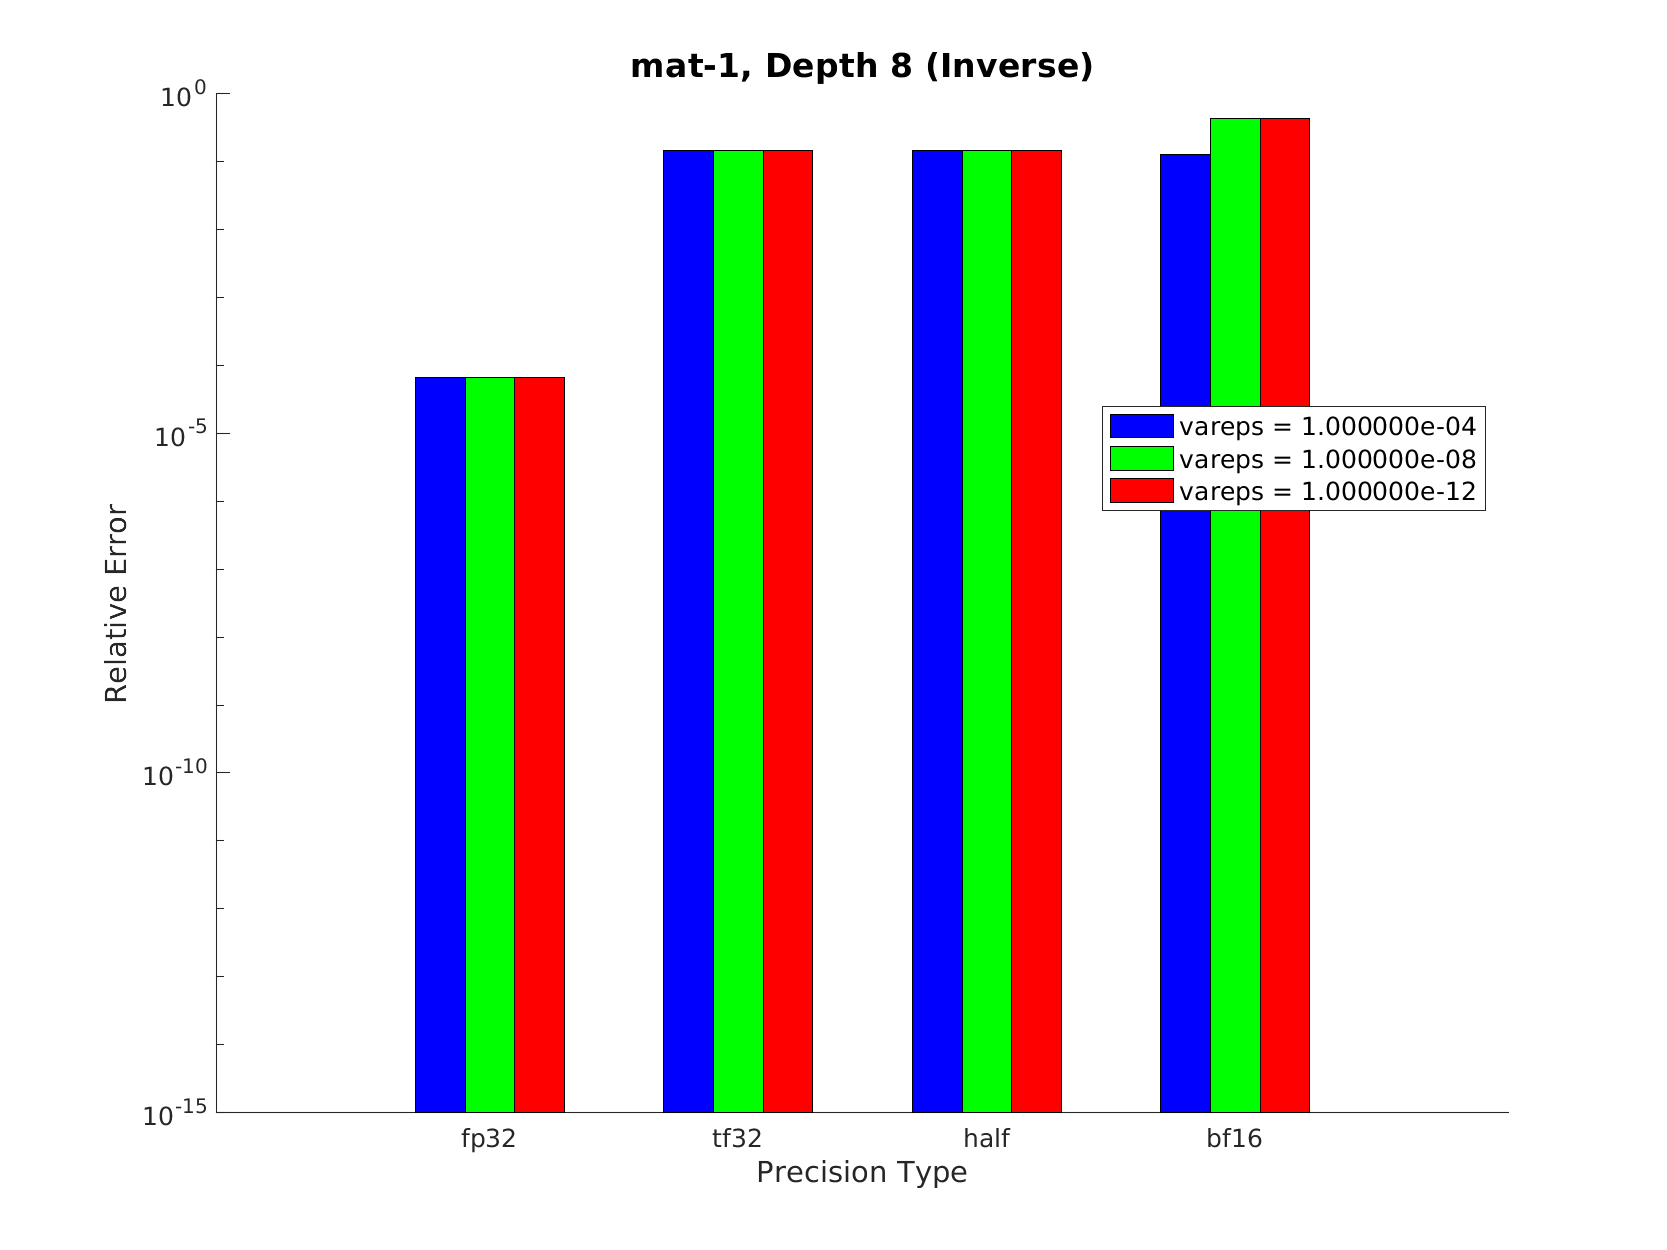 mat-1, Depth 8 (Inverse)
10^0
10^-5
10^-10
10^-15
Relative Error
vareps = 1.000000e-04
vareps = 1.000000e-08
vareps = 1.000000e-12
fp32 tf32 half bf16
Precision Type